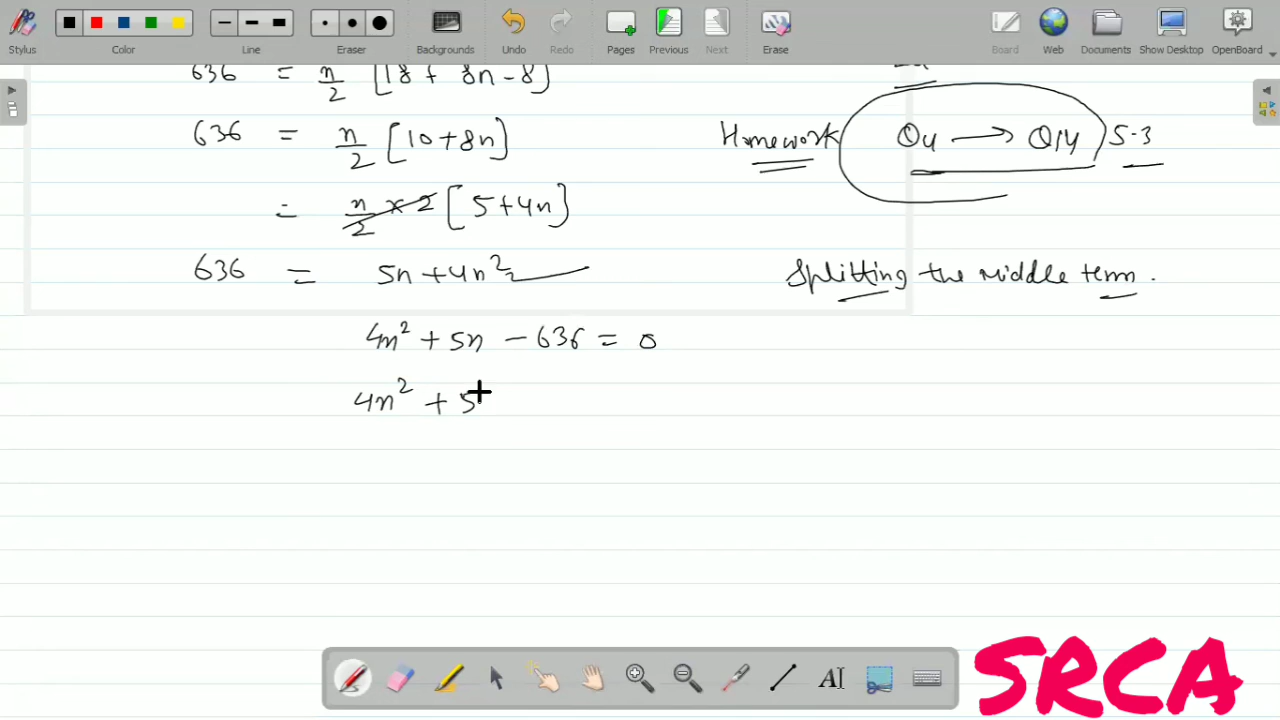 Stylus Color Line Eraser Backgrounds Undo Redo Pages Previous Next Erase Board Web Documents Show Desktop OpenBoard
636 = n/2 [18 + 8n - 8]
636 = n/2 [10+8n]
Homework Q4 → Q14 5.3
= n/2 × 2 [5+4n]
636 = 5n + 4n²
Splitting the middle term.
4n² + 5n - 636 = 0
4n² + 5
SRCA